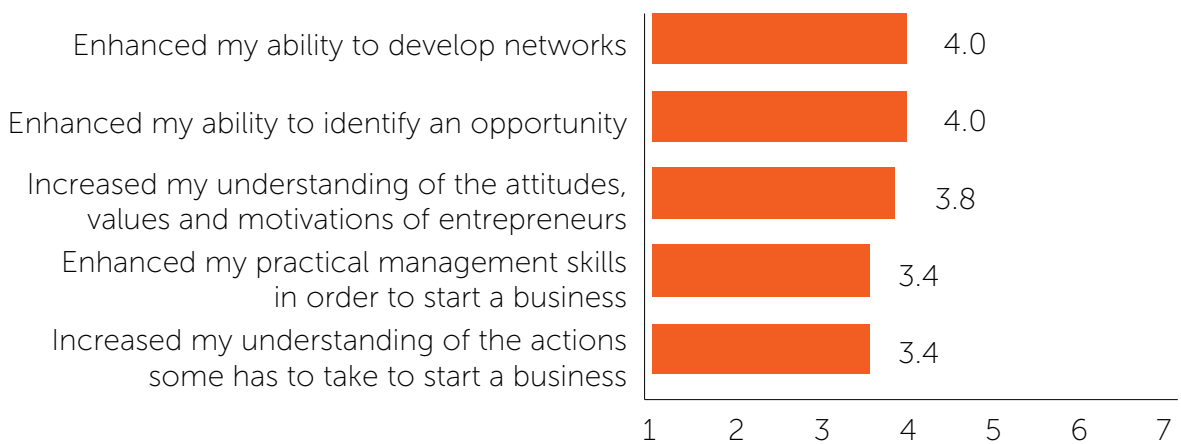 Enhanced my ability to develop networks
4.0
Enhanced my ability to identify an opportunity
4.0
Increased my understanding of the attitudes,
values and motivations of entrepreneurs
3.8
Enhanced my practical management skills
in order to start a business
3.4
Increased my understanding of the actions
some has to take to start a business
3.4
1 2 3 4 5 6 7